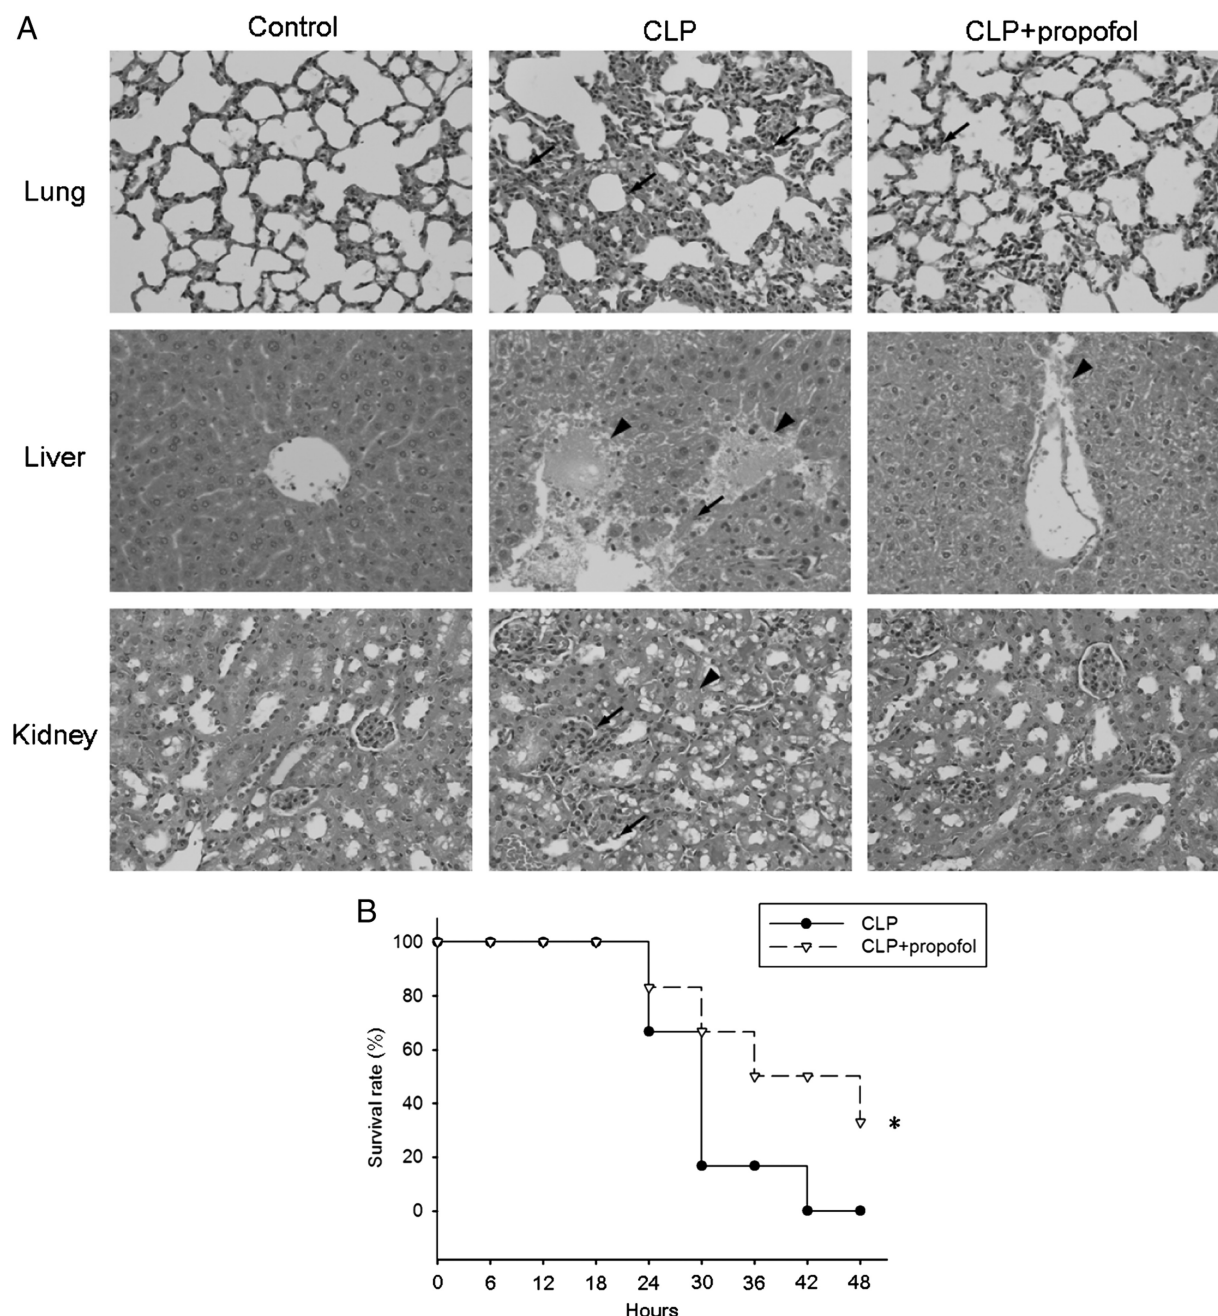 A
Control
CLP
CLP+propofol
Lung
Liver
Kidney
B
CLP
CLP+propofol
100
80
60
40
20
0
Survival rate (%)
*
0 6 12 18 24 30 36 42 48
Hours